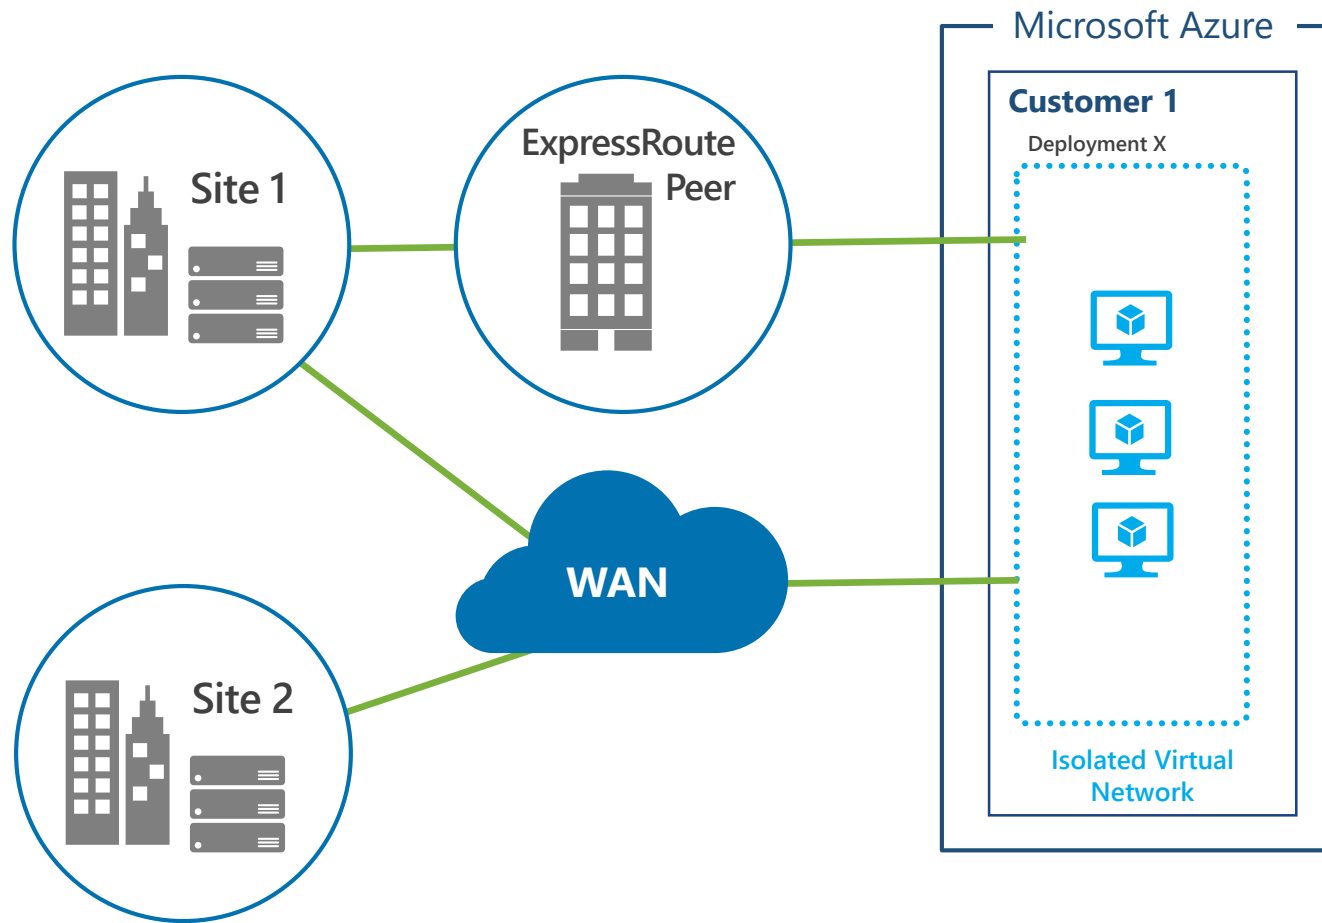 Microsoft Azure
Customer 1
Deployment X
ExpressRoute
Peer
Site 1
WAN
Site 2
Isolated Virtual
Network